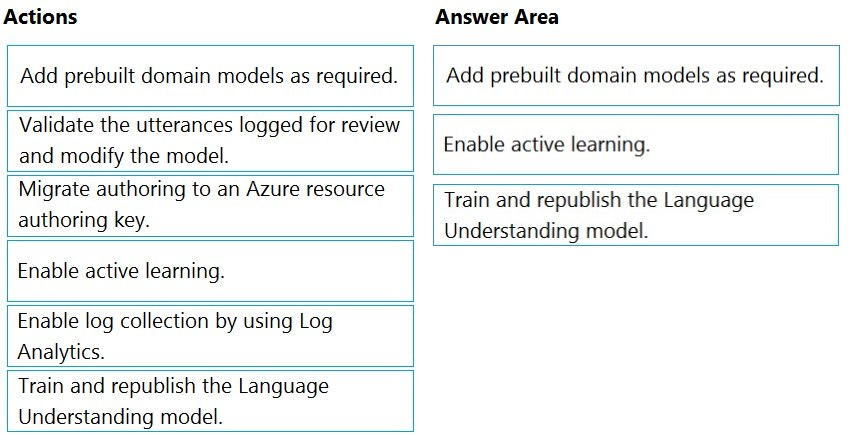 Actions
Add prebuilt domain models as required.
Validate the utterances logged for review
and modify the model.
Migrate authoring to an Azure resource
authoring key.
Enable active learning.
Enable log collection by using Log
Analytics.
Train and republish the Language
Understanding model.
Answer Area
Add prebuilt domain models as required.
Enable active learning.
Train and republish the Language
Understanding model.